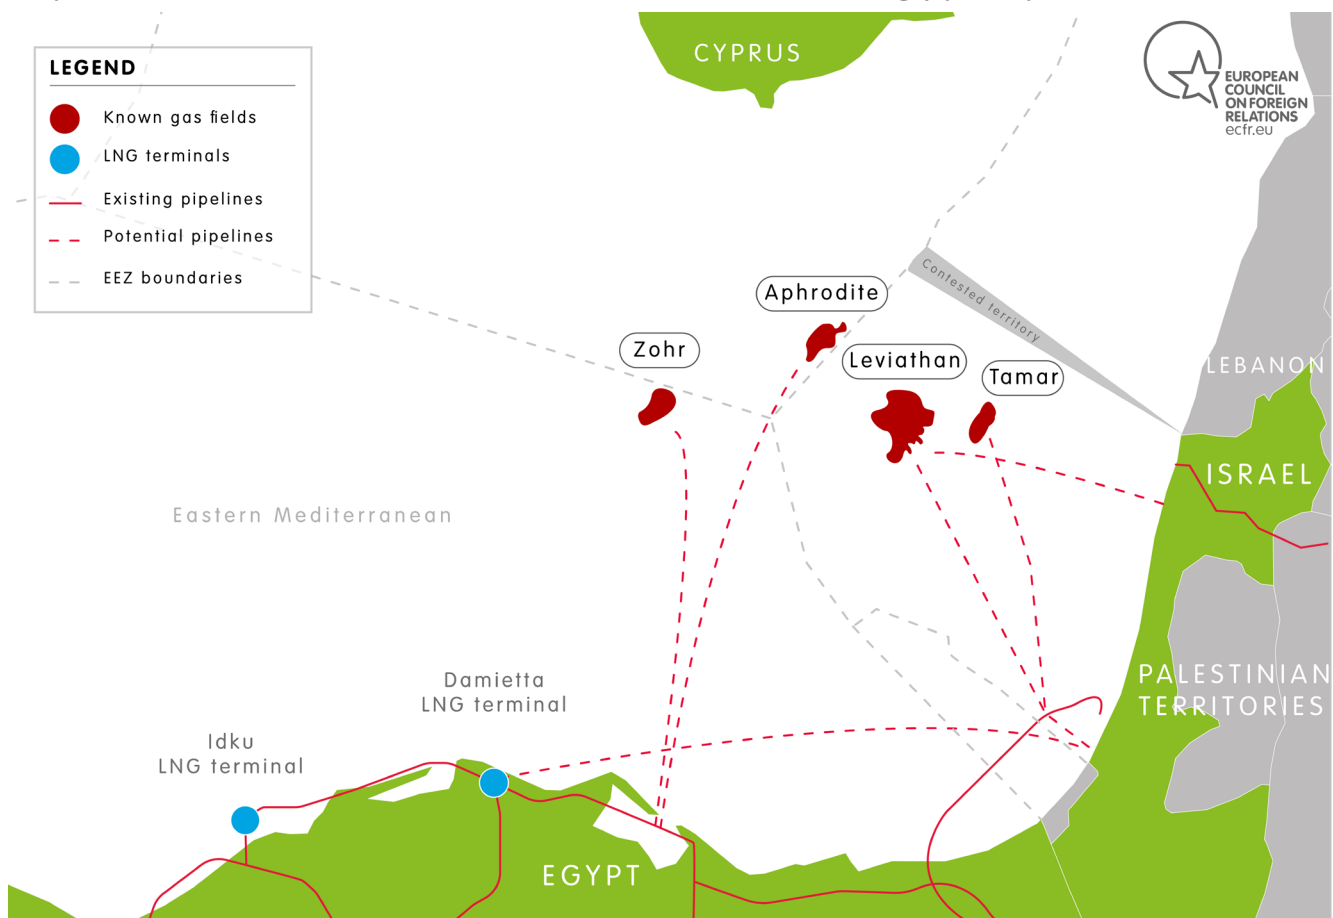 CYPRUS
EUROPEAN
COUNCIL
ON FOREIGN
RELATIONS
ecfr.eu
LEGEND
Known gas fields
LNG terminals
Existing pipelines
Potential pipelines
EEZ boundaries
Contested territory
Aphrodite
Zohr
Leviathan
Tamar
LEBANON
ISRAEL
Eastern Mediterranean
PALESTINIAN
TERRITORIES
Damietta
LNG terminal
Idku
LNG terminal
EGYPT